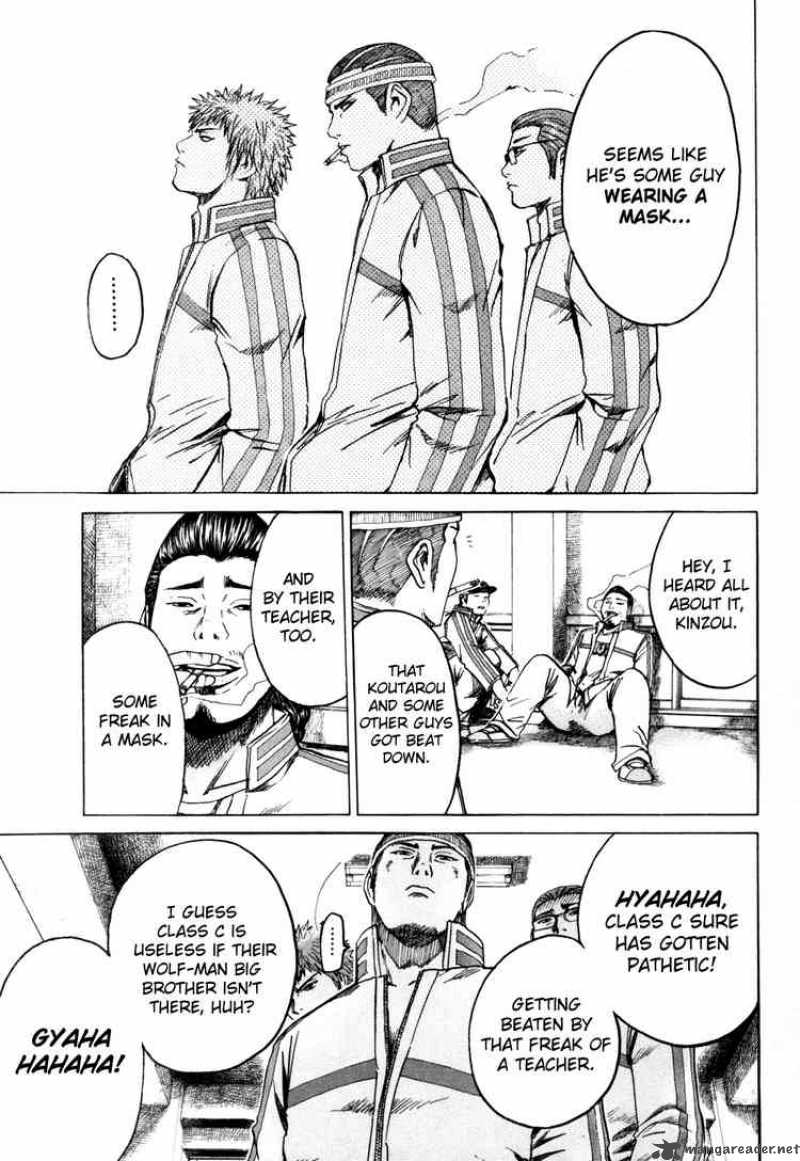 SEEMS LIKE
HE'S SOME GUY
WEARING A
MASK...
........
HEY, I
HEARD ALL
ABOUT IT,
KINZOU.
THAT
KOUTAROU
AND SOME
OTHER GUYS
GOT BEAT
DOWN.
AND
BY THEIR
TEACHER,
TOO.
SOME
FREAK IN
A MASK.
HYAHAHA,
CLASS C SURE
HAS GOTTEN
PATHETIC!
GETTING
BEATEN BY
THAT FREAK OF
A TEACHER.
......
I GUESS
CLASS C IS
USELESS IF THEIR
WOLF-MAN BIG
BROTHER ISN'T
THERE, HUH?
GYAHA
HAHAHA!
mangareader.net